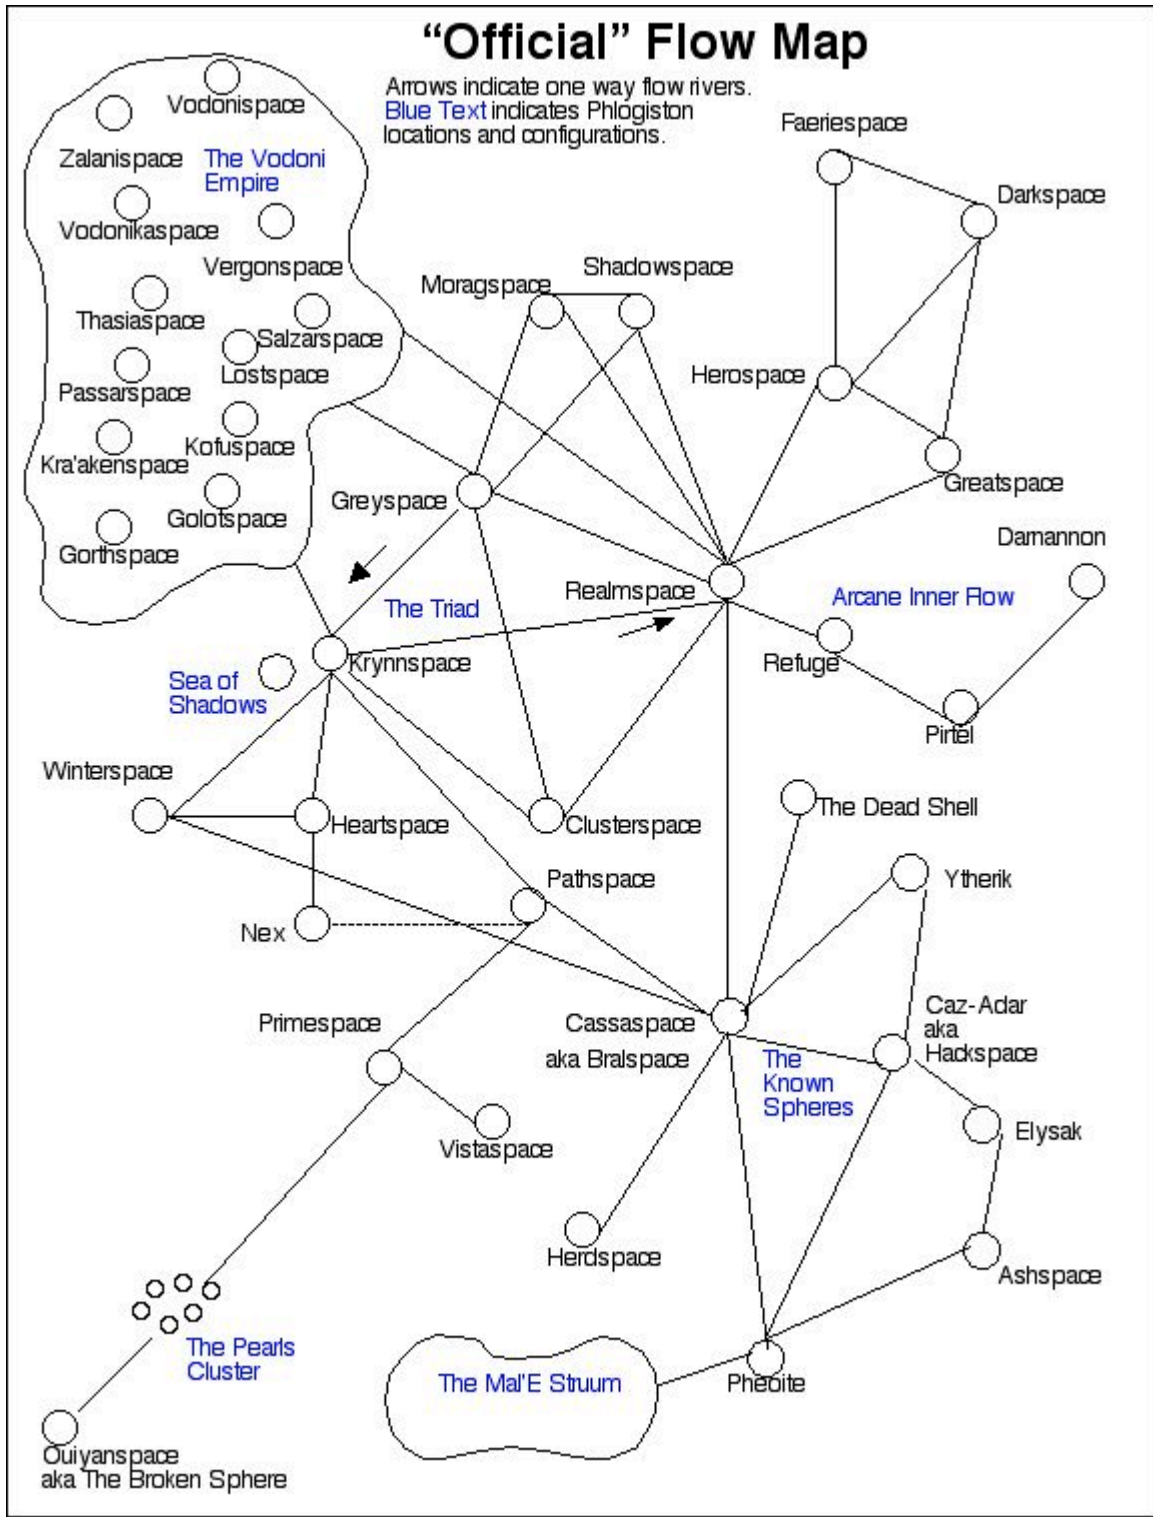 “Official” Flow Map
Arrows indicate one way flow rivers.
Blue Text indicates Phlogiston
locations and configurations.
Vodonispace
Zalanispace
The Vodoni
Empire
Vodonikaspace
Vergonspace
Thasiaspace
Salzarspace
Lostspace
Passarspace
Kofuspace
Kra'akenspace
Golotspace
Gorthspace
Faeriespace
Darkspace
Moragspace
Shadowspace
Herospace
Greatspace
Greyspace
Damannon
Realmspace
Arcane Inner Flow
The Triad
Refuge
Krynnspace
Sea of
Shadows
Pirtel
Winterspace
Heartspace
Clusterspace
The Dead Shell
Pathspace
Ytherik
Nex
Primespace
Cassaspace
aka Bralspace
The
Known
Spheres
Caz-Adar
aka
Hackspace
Vistaspace
Elysak
Herdspace
Ashspace
The Pearls
Cluster
The Mal'E Struum
Pheoite
Ouiyanspace
aka The Broken Sphere